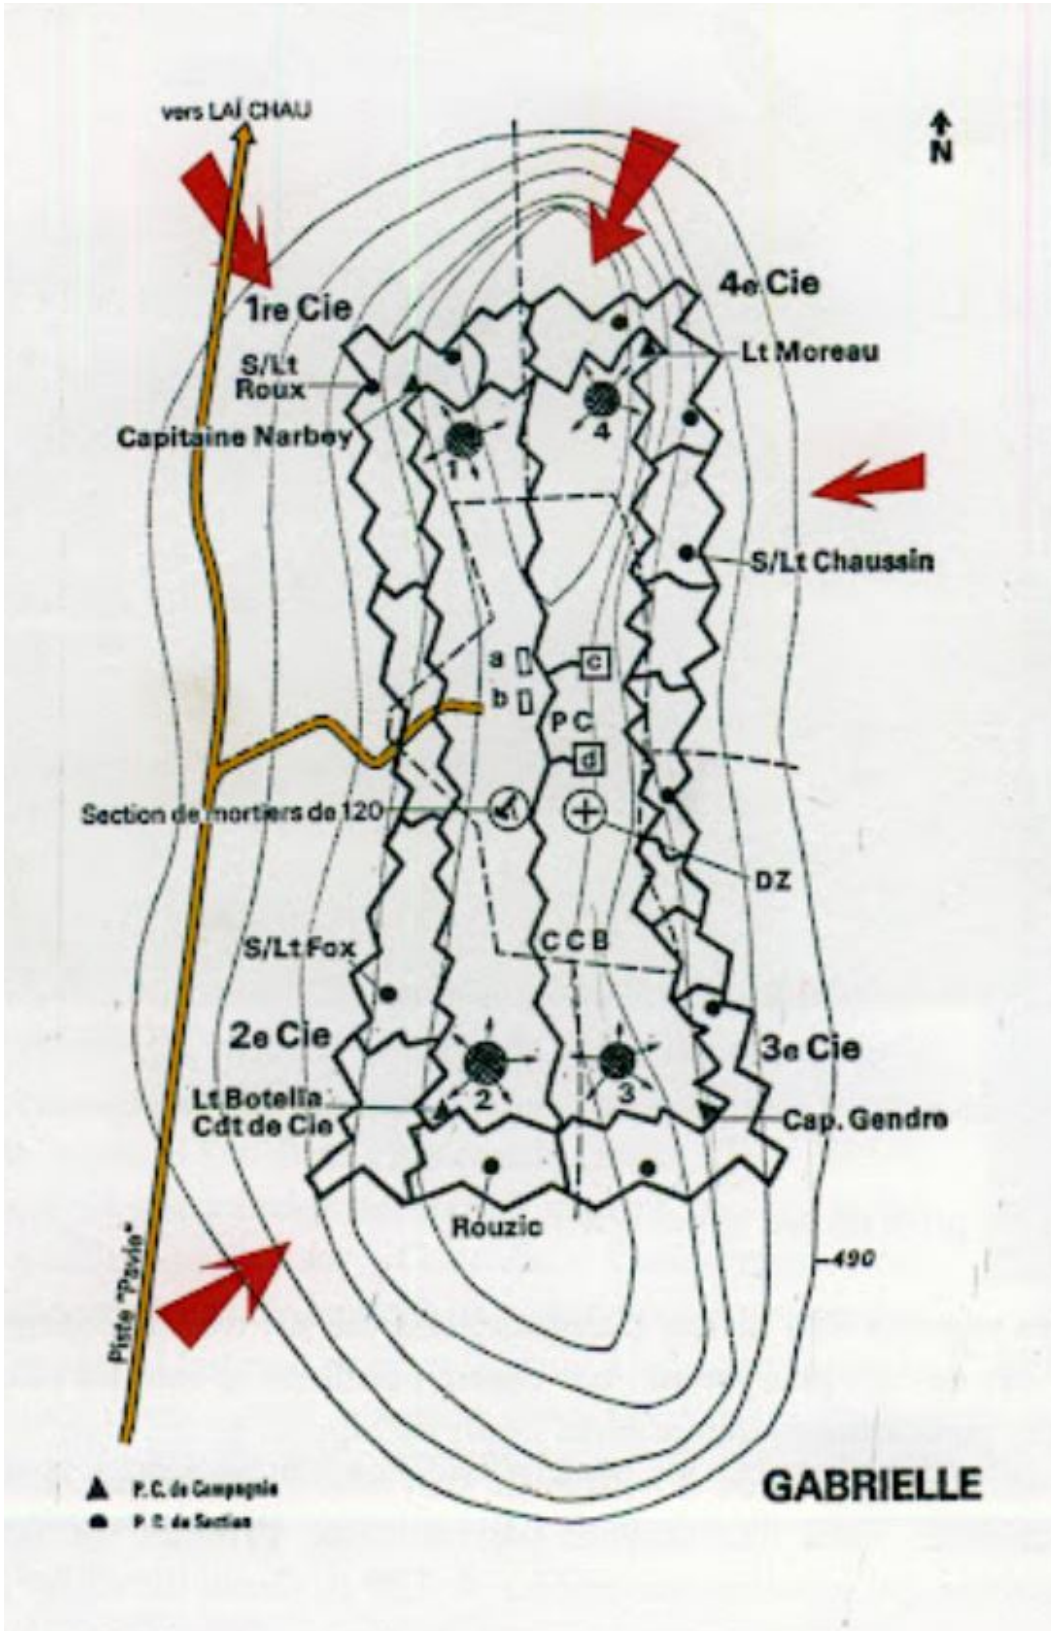 vers LAÏ CHAU
N
4e Cie
1re Cie
S/Lt
Roux
Lt Moreau
Capitaine Narbey
1
4
S/Lt Chaussin
a
c
b
PC
d
Section de mortiers de 120
DZ
S/Lt Fox
CCB
2e Cie
3e Cie
Lt Botella
Cdt de Cie
2
3
Cap. Gendre
Rouzic
Piste "Pavie"
490
GABRIELLE
P.C. de Compagnie
P.C. de Section